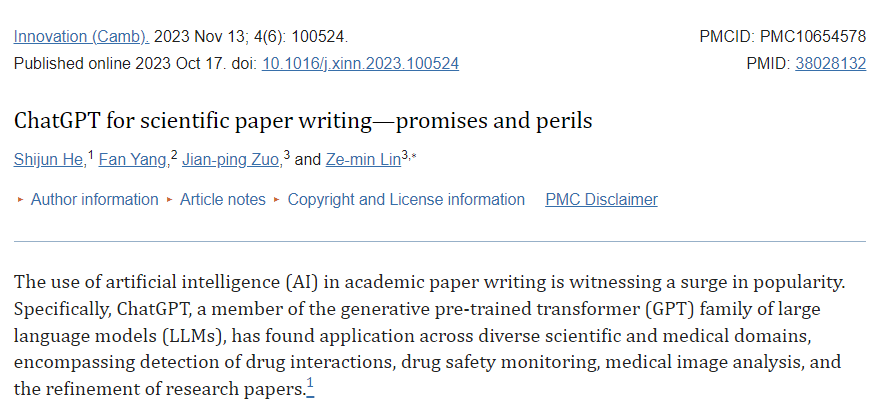 Innovation (Camb). 2023 Nov 13; 4(6): 100524. PMCID: PMC10654578
Published online 2023 Oct 17. doi: 10.1016/j.xinn.2023.100524 PMID: 38028132
ChatGPT for scientific paper writing—promises and perils
Shijun He,1 Fan Yang,2 Jian-ping Zuo,3 and Ze-min Lin3,*
▸ Author information ▸ Article notes ▸ Copyright and License information PMC Disclaimer
The use of artificial intelligence (AI) in academic paper writing is witnessing a surge in popularity.
Specifically, ChatGPT, a member of the generative pre-trained transformer (GPT) family of large
language models (LLMs), has found application across diverse scientific and medical domains,
encompassing detection of drug interactions, drug safety monitoring, medical image analysis, and
the refinement of research papers.1